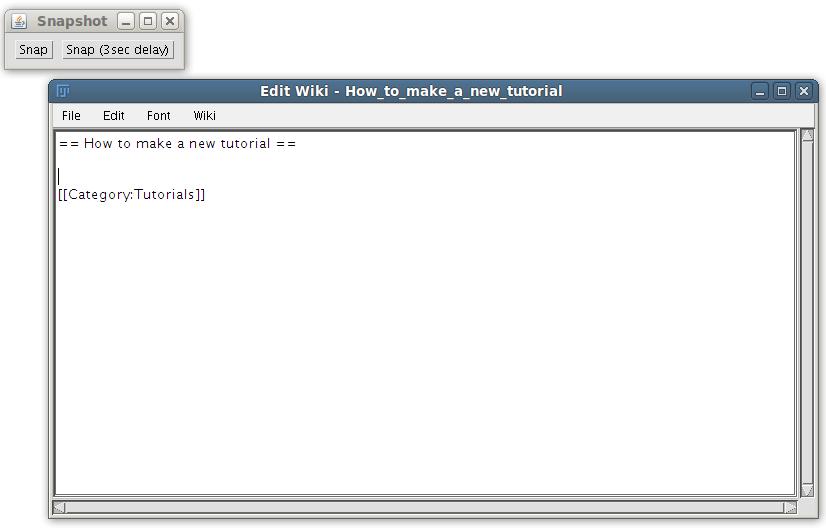 Snapshot
Snap Snap (3sec delay)
Edit Wiki - How_to_make_a_new_tutorial
File Edit Font Wiki
== How to make a new tutorial ==
[[Category:Tutorials]]